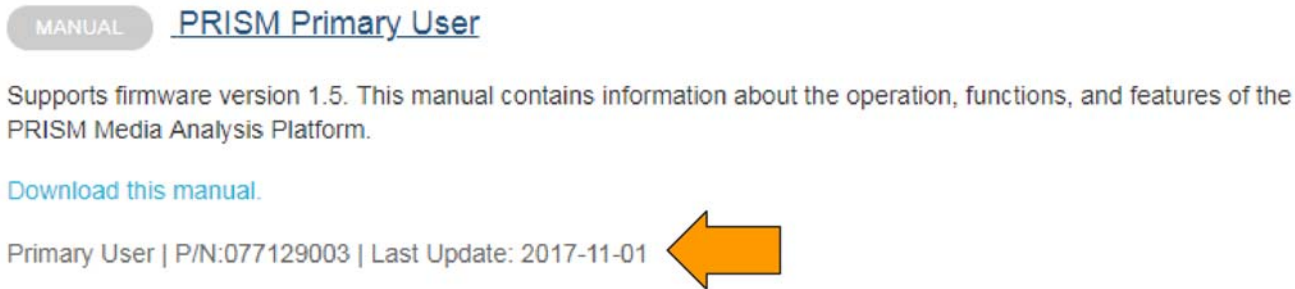 MANUAL PRISM Primary User
Supports firmware version 1.5. This manual contains information about the operation, functions, and features of the
PRISM Media Analysis Platform.
Download this manual.
Primary User | P/N:077129003 | Last Update: 2017-11-01